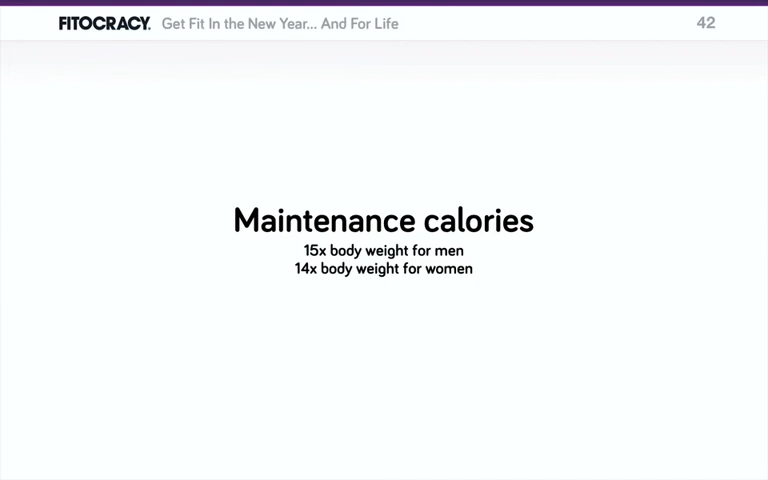 FITOCRACY. Get Fit In the New Year... And For Life 42
Maintenance calories
15x body weight for men
14x body weight for women